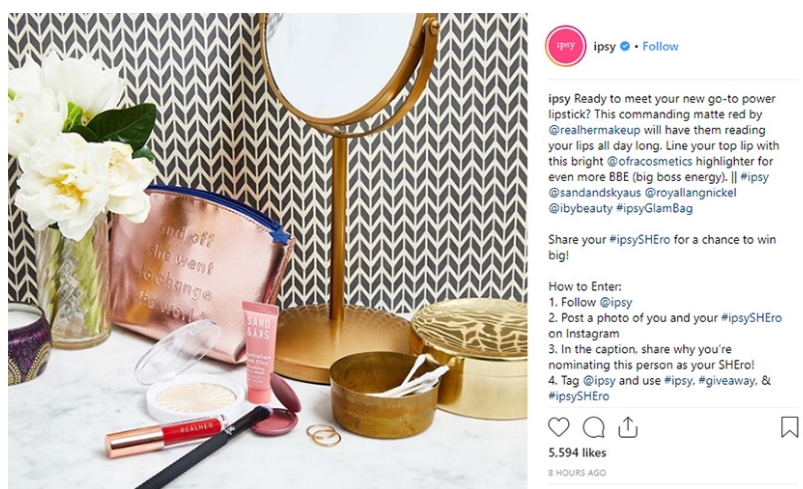 and off
she went
to change
the world
SAND
&SKY
REALHER
ipsy
ipsy • Follow
ipsy Ready to meet your new go-to power
lipstick? This commanding matte red by
@realhermakeup will have them reading
your lips all day long. Line your top lip with
this bright @ofracosmetics highlighter for
even more BBE (big boss energy). || #ipsy
@sandandskyaus @royallangnickel
@ibybeauty #ipsyGlamBag
Share your #ipsySHEro for a chance to win
big!
How to Enter:
1. Follow @ipsy
2. Post a photo of you and your #ipsySHEro
on Instagram
3. In the caption, share why you're
nominating this person as your SHEro!
4. Tag @ipsy and use #ipsy, #giveaway, &
#ipsySHEro
5,594 likes
8 HOURS AGO